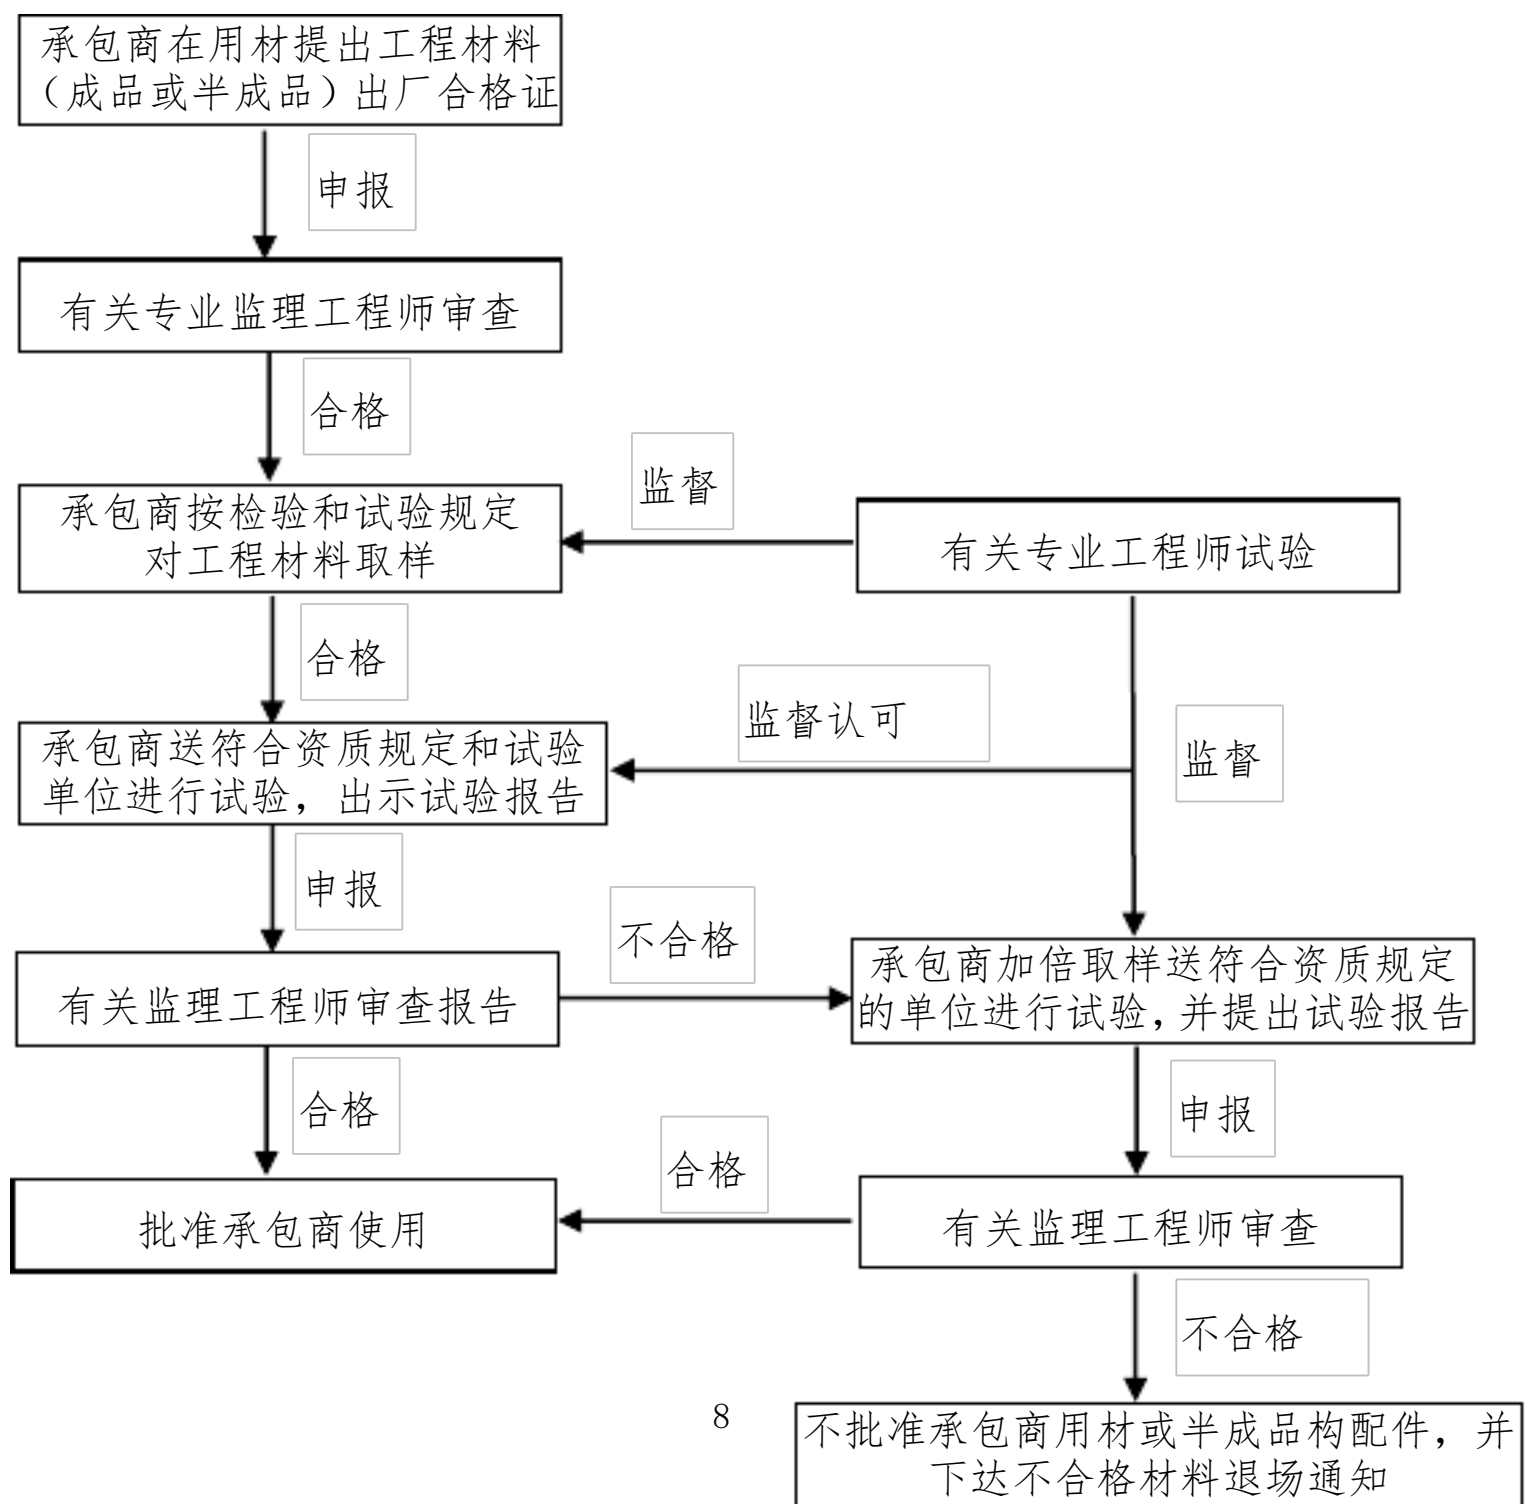 承包商在用材提出工程材料
（成品或半成品）出厂合格证
申报
有关专业监理工程师审查
合格
监督
承包商按检验和试验规定
对工程材料取样
有关专业工程师试验
合格
监督认可
监督
承包商送符合资质规定和试验
单位进行试验，出示试验报告
申报
不合格
承包商加倍取样送符合资质规定
的单位进行试验，并提出试验报告
有关监理工程师审查报告
合格
申报
合格
批准承包商使用
有关监理工程师审查
不合格
8
不批准承包商用材或半成品构配件，并
下达不合格材料退场通知